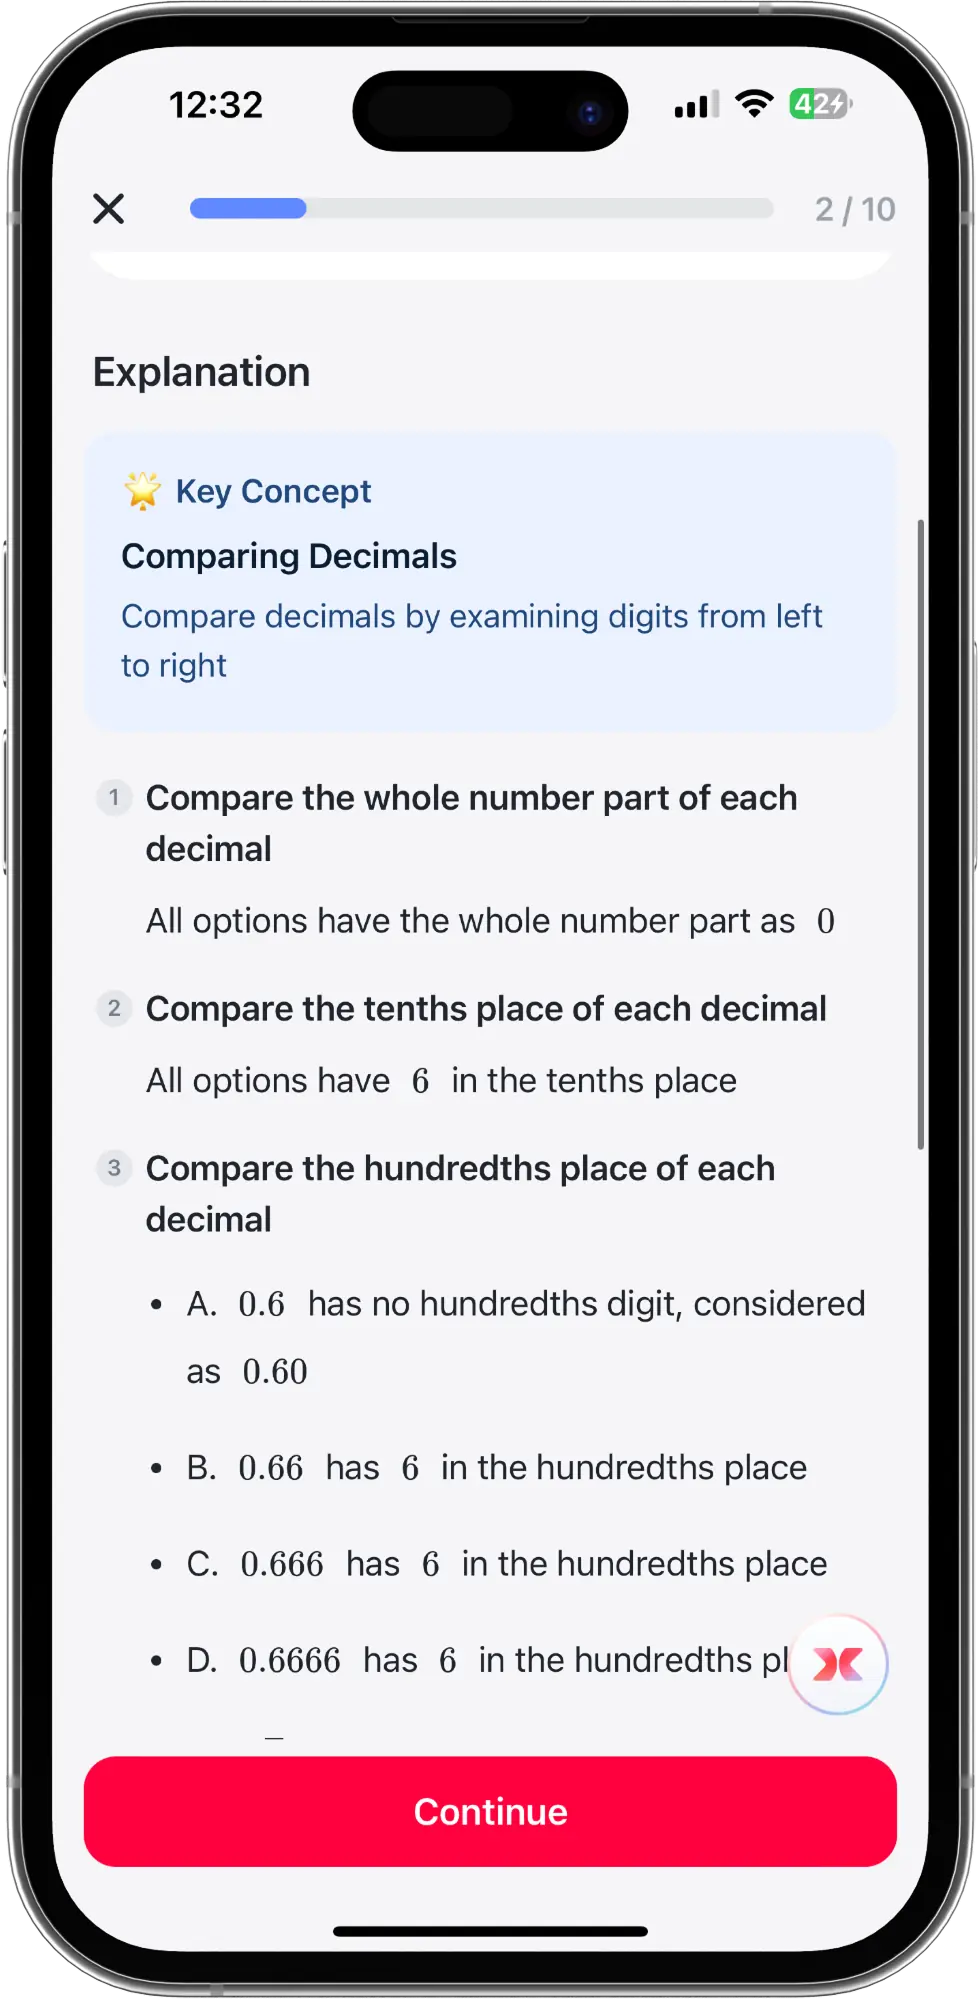 12:32
42
2 / 10
Explanation
Key Concept
Comparing Decimals
Compare decimals by examining digits from left
to right
1 Compare the whole number part of each
decimal
All options have the whole number part as 0
2 Compare the tenths place of each decimal
All options have 6 in the tenths place
3 Compare the hundredths place of each
decimal
• A. 0.6 has no hundredths digit, considered
as 0.60
• B. 0.66 has 6 in the hundredths place
• C. 0.666 has 6 in the hundredths place
• D. 0.6666 has 6 in the hundredths pl
Continue